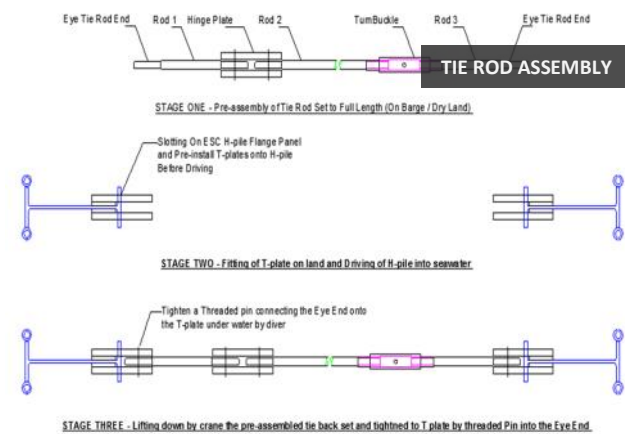 Eye Tie Rod End Rod 1 Hinge Plate Rod 2 TurnBuckle Rod 3 Eye Tie Rod End
TIE ROD ASSEMBLY
STAGE ONE - Pre-assembly of Tie Rod Set to Full Length (On Barge / Dry Land)
Slotting On ESC H-pile Flange Panel
and Pre-install T-plates onto H-pile
Before Driving
STAGE TWO - Fitting of T-plate on land and Driving of H-pile into seawater
Tighten a Threaded pin connecting the Eye End onto
the T-plate under water by diver
STAGE THREE - Lifting down by crane the pre-assembled tie back set and tightned to T plate by threaded Pin into the Eye End